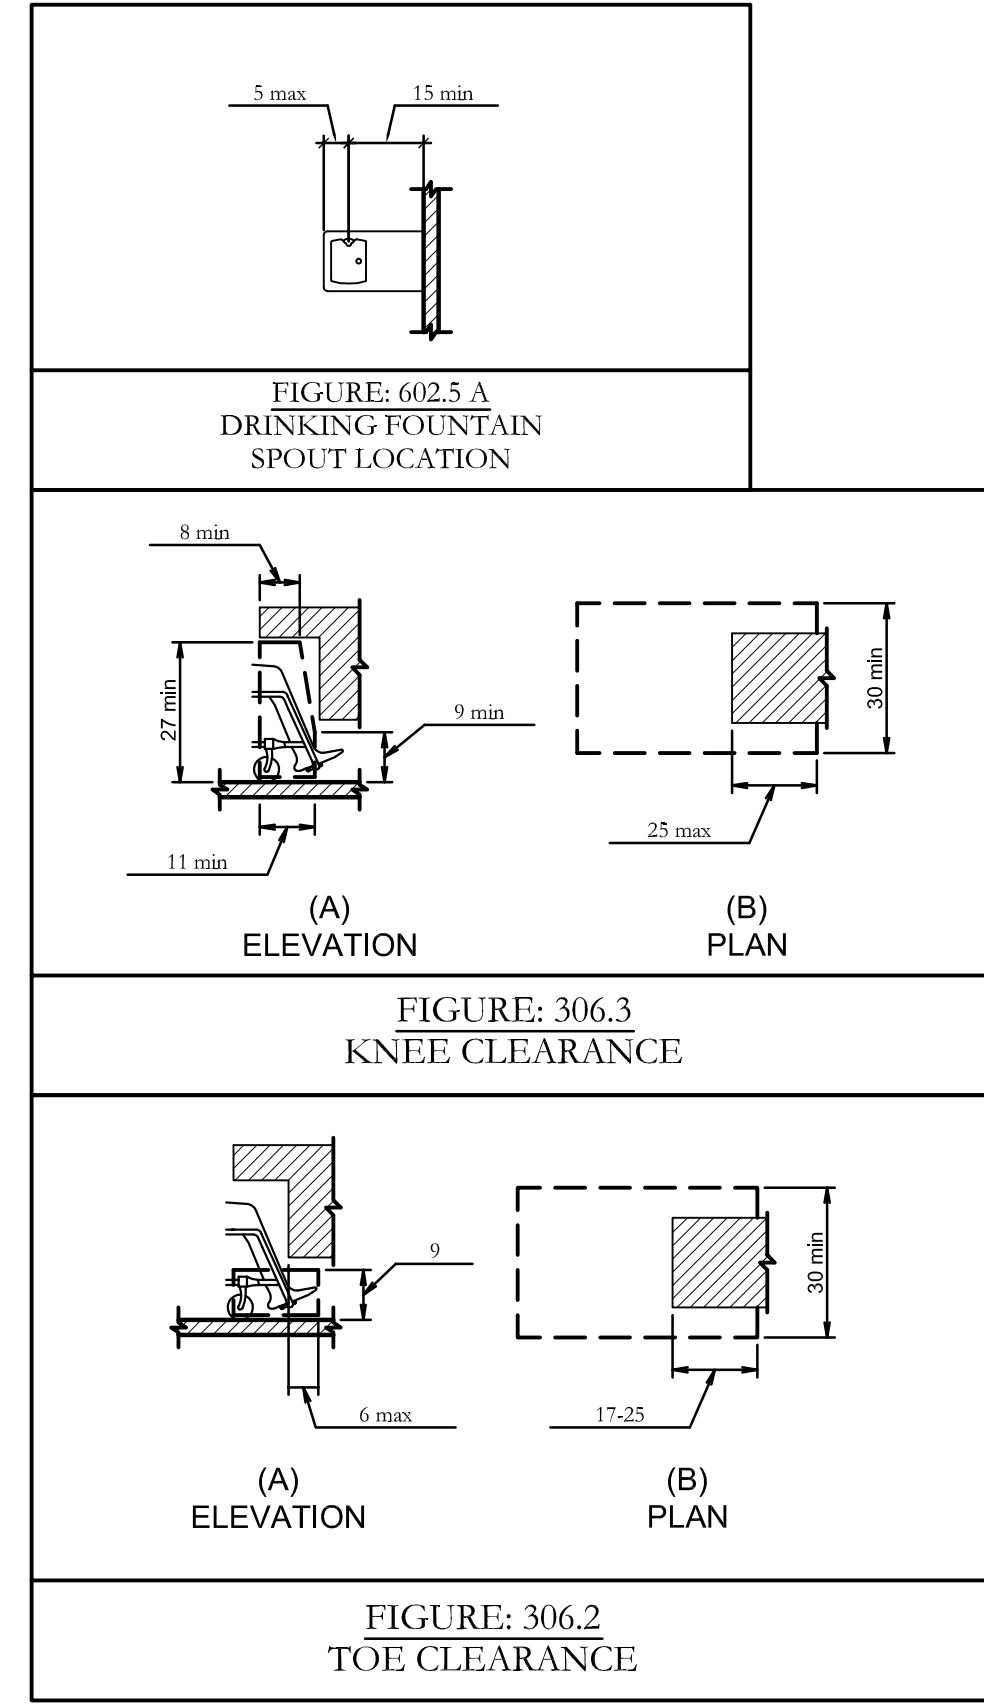 5 max
15 min
FIGURE: 602.5 A
DRINKING FOUNTAIN
SPOUT LOCATION
8 min
27 min
9 min
11 min
(A)
ELEVATION
30 min
25 max
(B)
PLAN
FIGURE: 306.3
KNEE CLEARANCE
9
6 max
(A)
ELEVATION
30 min
17-25
(B)
PLAN
FIGURE: 306.2
TOE CLEARANCE